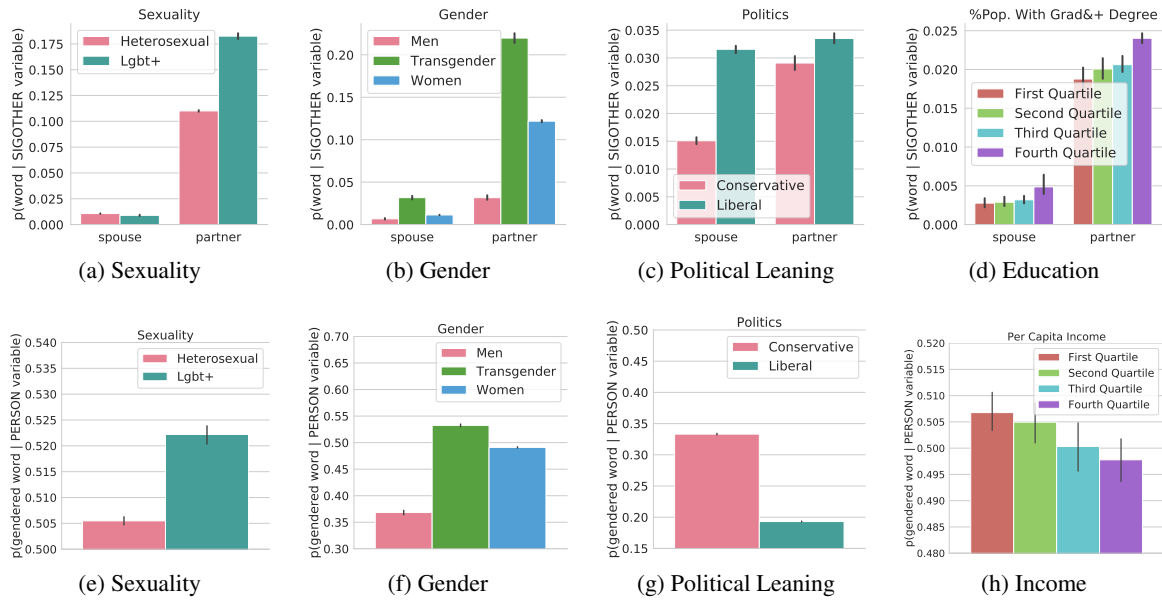 Sexuality
p(word | SIGOTHER variable)
0.175
0.150
0.125
0.100
0.075
0.050
0.025
0.000
Heterosexual
Lgbt+
spouse
partner
(a) Sexuality
Gender
p(word | SIGOTHER variable)
0.20
0.15
0.10
0.05
0.00
Men
Transgender
Women
spouse
partner
(b) Gender
Politics
p(word | SIGOTHER variable)
0.035
0.030
0.025
0.020
0.015
0.010
0.005
0.000
Conservative
Liberal
spouse
partner
(c) Political Leaning
%Pop. With Grad&+ Degree
p(word | SIGOTHER variable)
0.025
0.020
0.015
0.010
0.005
0.000
First Quartile
Second Quartile
Third Quartile
Fourth Quartile
spouse
partner
(d) Education
Sexuality
p(gendered word | PERSON variable)
0.540
0.535
0.530
0.525
0.520
0.515
0.510
0.505
0.500
Heterosexual
Lgbt+
(e) Sexuality
Gender
p(gendered word | PERSON variable)
0.70
0.65
0.60
0.55
0.50
0.45
0.40
0.35
0.30
Men
Transgender
Women
(f) Gender
Politics
p(gendered word | PERSON variable)
0.50
0.45
0.40
0.35
0.30
0.25
0.20
0.15
Conservative
Liberal
(g) Political Leaning
Per Capita Income
p(gendered word | PERSON variable)
0.520
0.515
0.510
0.505
0.500
0.495
0.490
0.485
0.480
First Quartile
Second Quartile
Third Quartile
Fourth Quartile
(h) Income